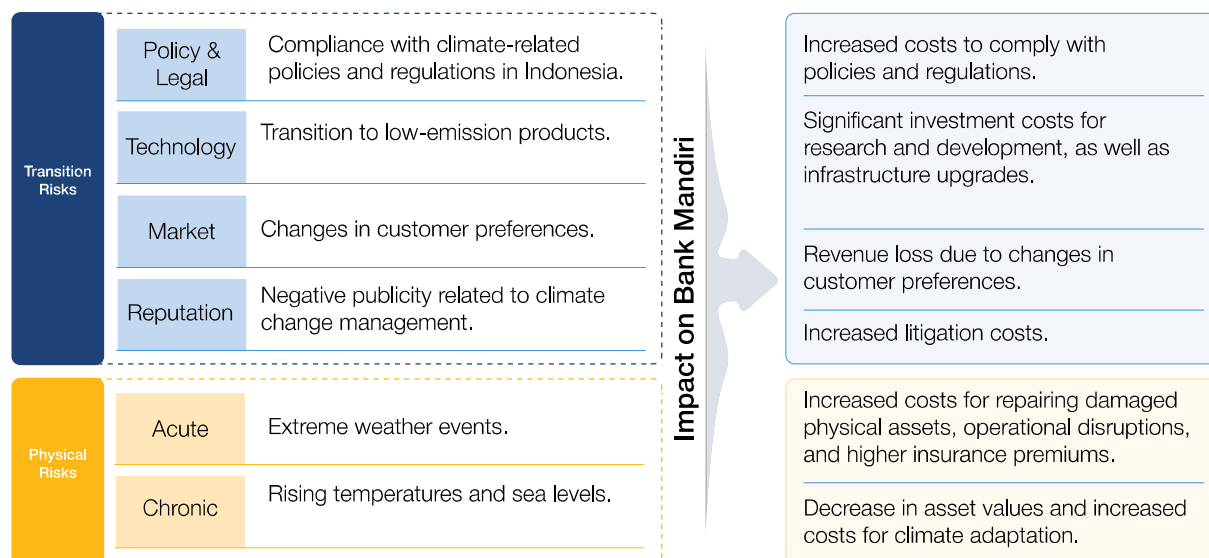 Transition
Risks
Policy &
Legal
Compliance with climate-related
policies and regulations in Indonesia.
Technology
Transition to low-emission products.
Market
Changes in customer preferences.
Reputation
Negative publicity related to climate
change management.
Physical
Risks
Acute
Extreme weather events.
Chronic
Rising temperatures and sea levels.
Impact on Bank Mandiri
Increased costs to comply with
policies and regulations.
Significant investment costs for
research and development, as well as
infrastructure upgrades.
Revenue loss due to changes in
customer preferences.
Increased litigation costs.
Increased costs for repairing damaged
physical assets, operational disruptions,
and higher insurance premiums.
Decrease in asset values and increased
costs for climate adaptation.